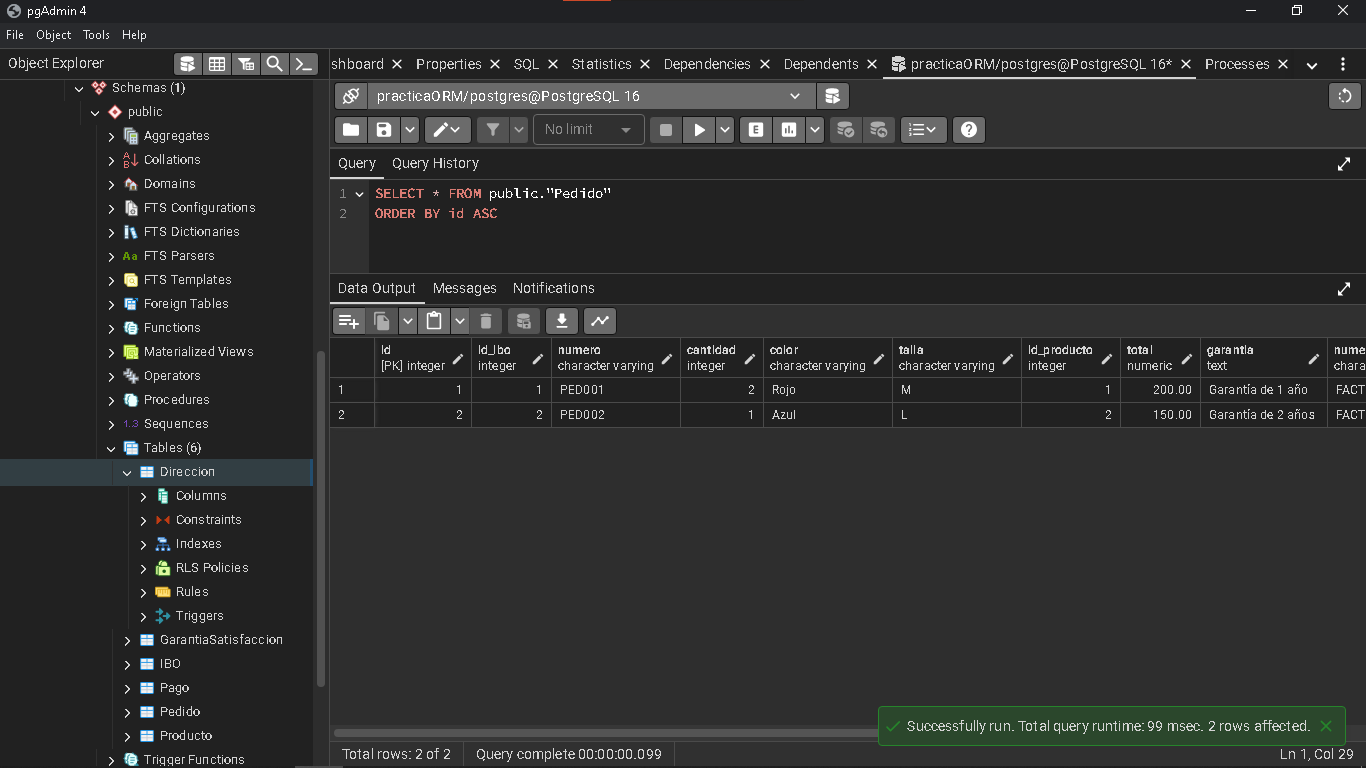 pgAdmin 4
File Object Tools Help
Object Explorer
shboard Properties SQL Statistics Dependencies Dependents practicaORM/postgres@PostgreSQL 16* Processes
Schemas (1)
public
Aggregates
Collations
Domains
FTS Configurations
FTS Dictionaries
Aa FTS Parsers
FTS Templates
Foreign Tables
Functions
Materialized Views
Operators
Procedures
1..3 Sequences
Tables (6)
Direccion
Columns
Constraints
Indexes
RLS Policies
Rules
Triggers
GarantiaSatisfaccion
IBO
Pago
Pedido
Producto
Trigger Functions
practicaORM/postgres@PostgreSQL 16
No limit
E
Query Query History
1 SELECT * FROM public."Pedido"
2 ORDER BY id ASC
Data Output Messages Notifications
id id_ibo numero cantidad color talla id_producto total garantia nume
[PK] integer integer character varying integer character varying character varying integer numeric text chara
1 1 1 PED001 2 Rojo M 1 200.00 Garantía de 1 año FACT
2 2 2 PED002 1 Azul L 2 150.00 Garantía de 2 años FACT
Successfully run. Total query runtime: 99 msec. 2 rows affected.
Total rows: 2 of 2 Query complete 00:00:00.099 Ln 1, Col 29